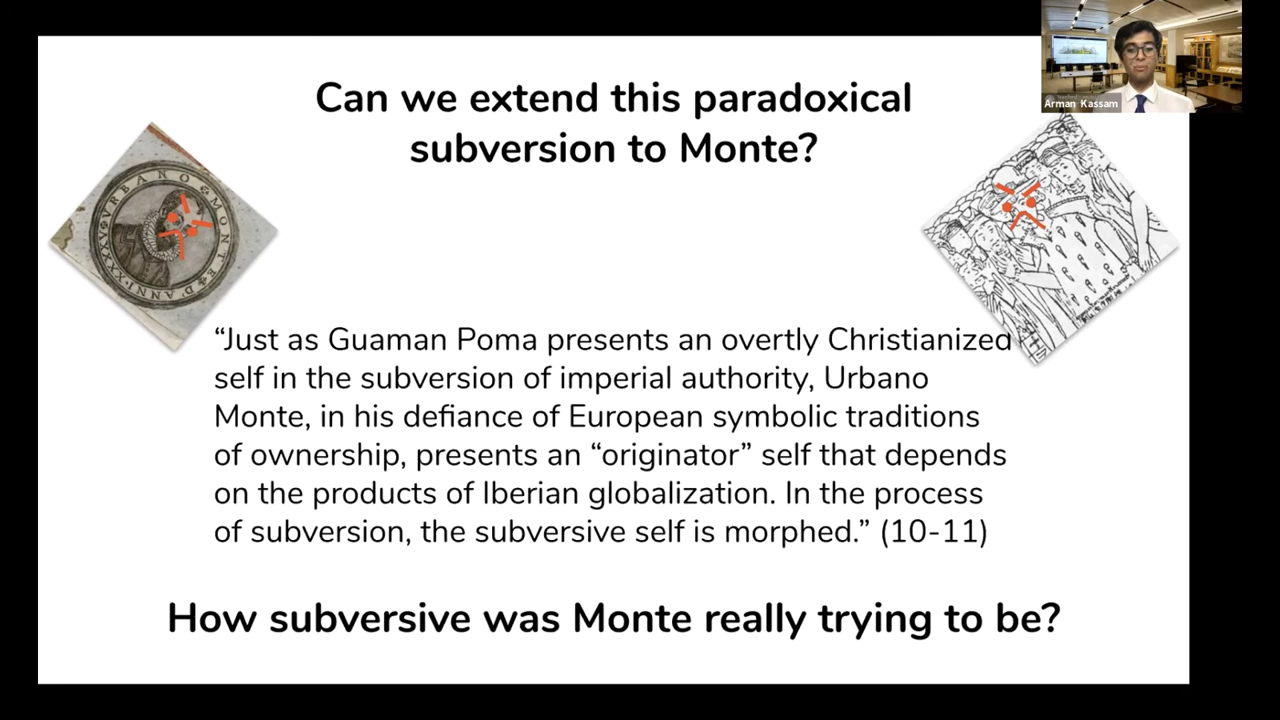 Can we extend this paradoxical
subversion to Monte?
Arman Kassam
VRBANO MONTE D'ANNI XXXXV
“Just as Guaman Poma presents an overtly Christianized
self in the subversion of imperial authority, Urbano
Monte, in his defiance of European symbolic traditions
of ownership, presents an “originator” self that depends
on the products of Iberian globalization. In the process
of subversion, the subversive self is morphed.” (10-11)
How subversive was Monte really trying to be?